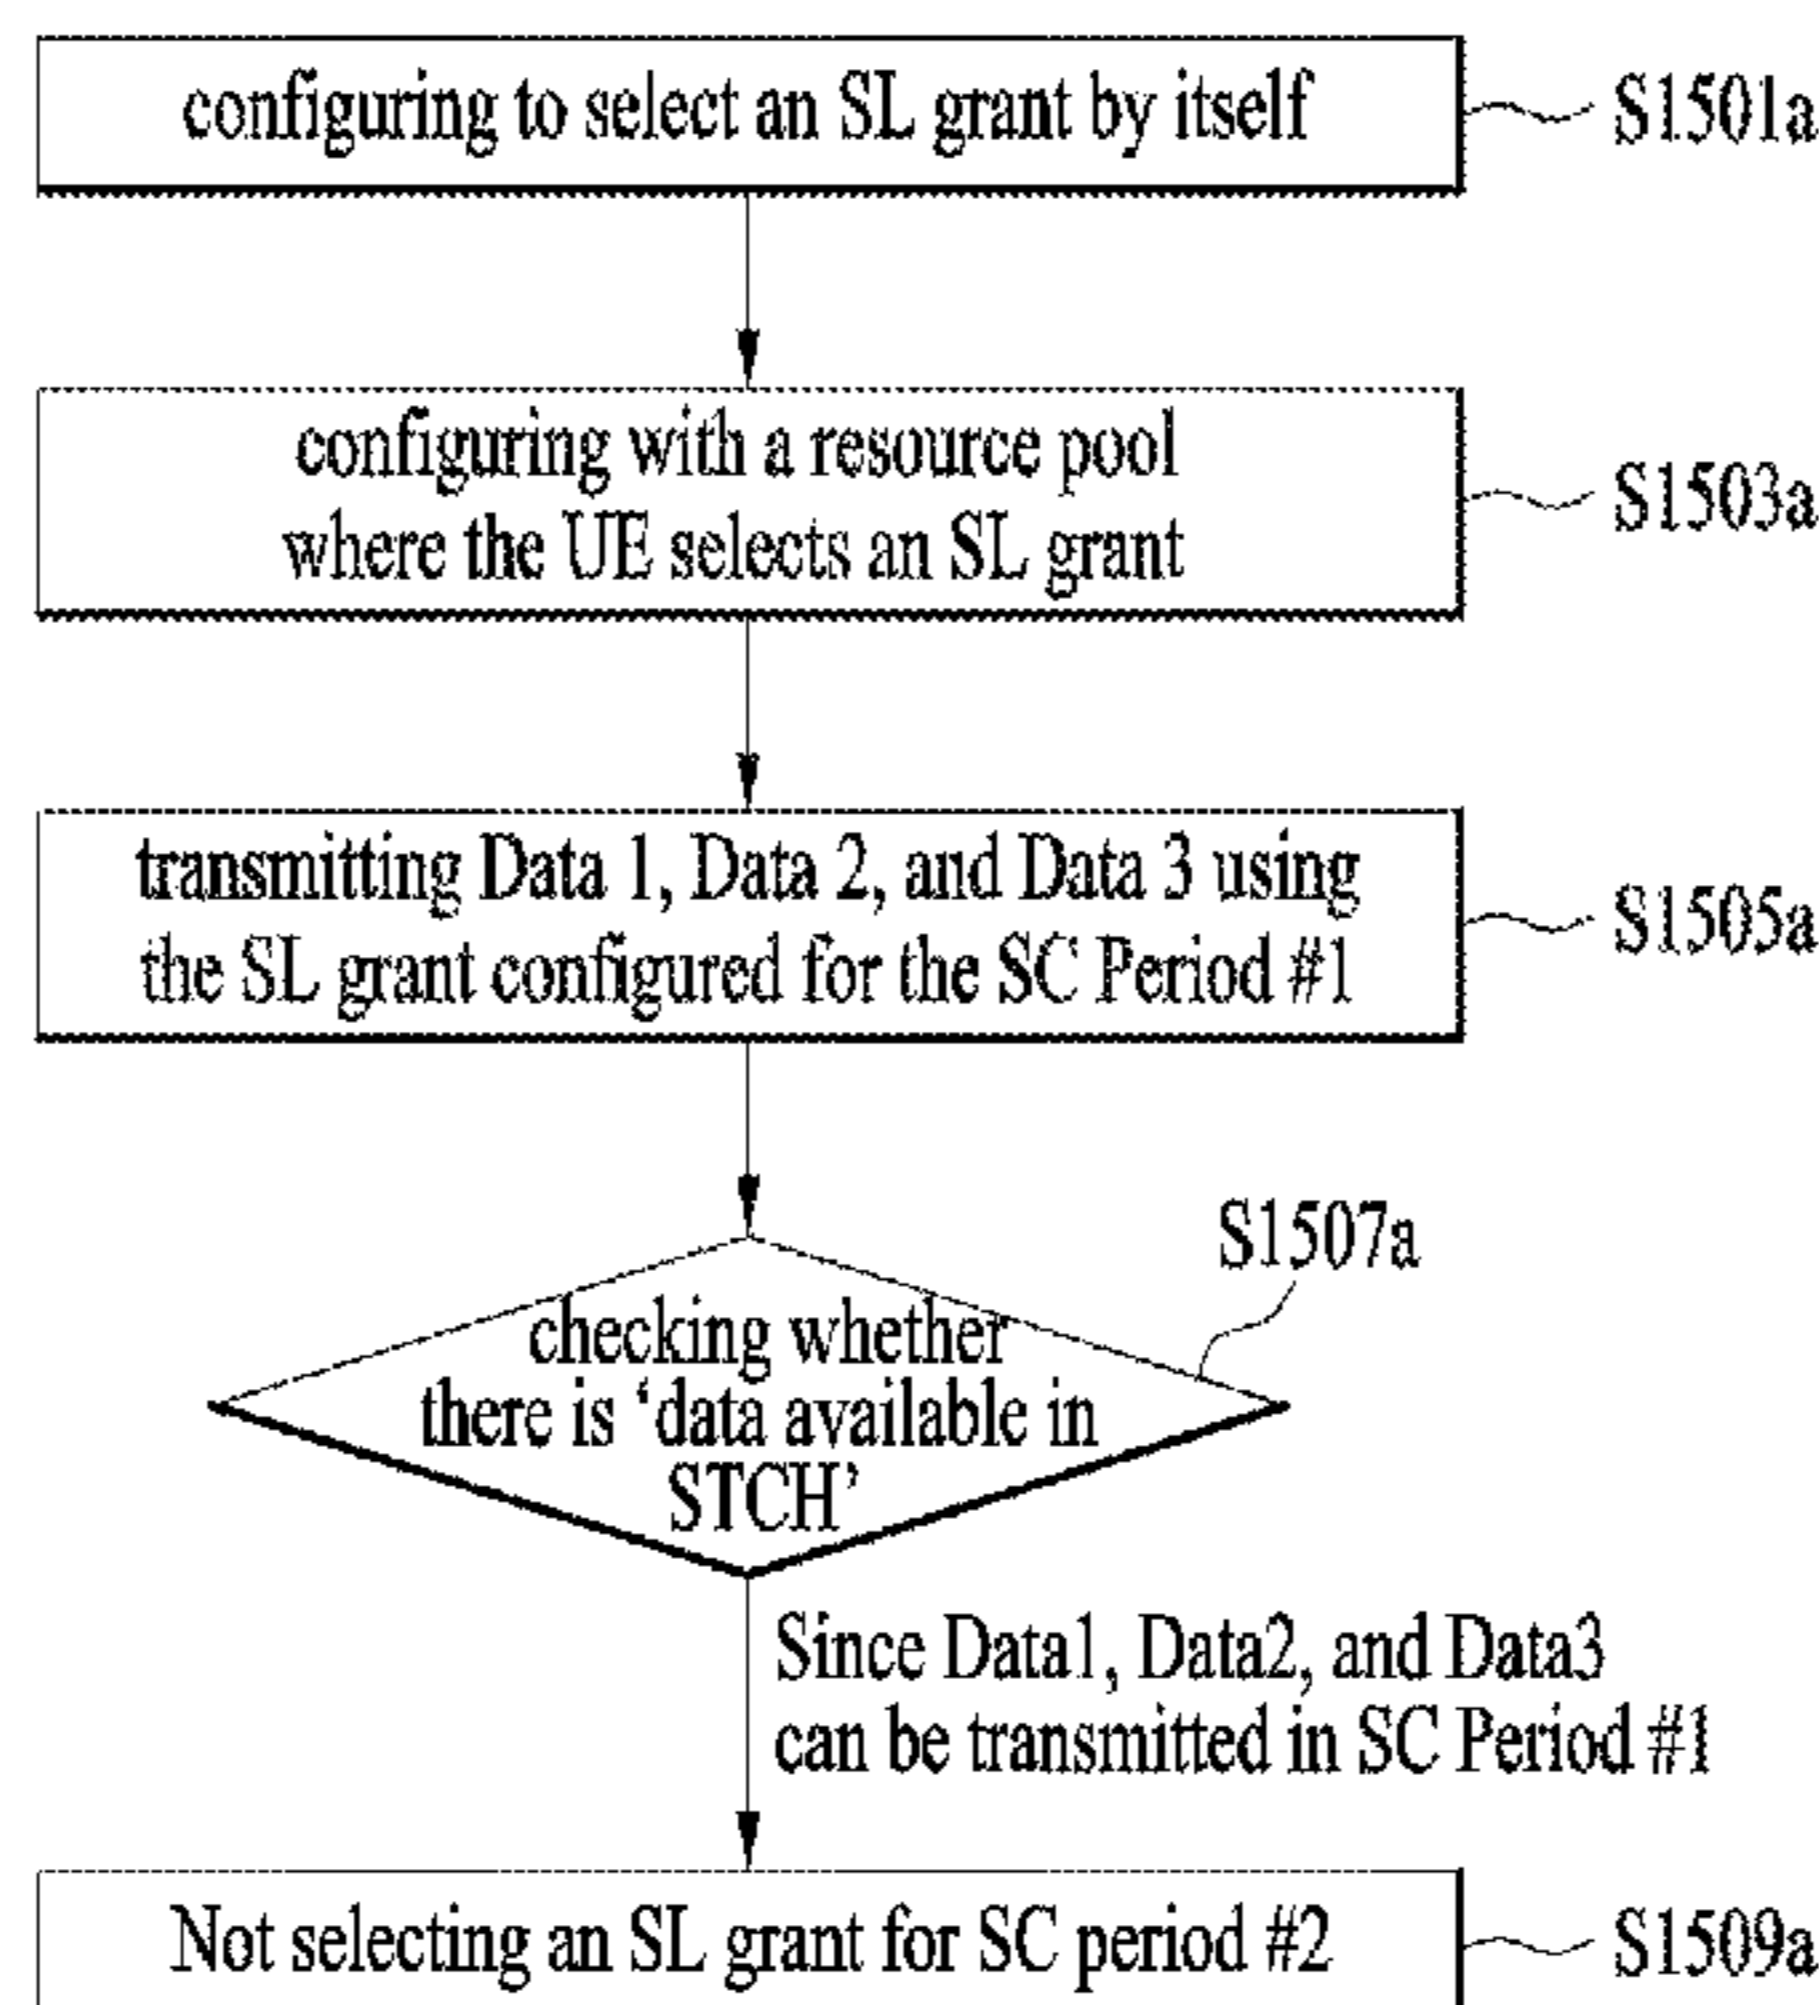 configuring to select an SL grant by itself
S1501a
configuring with a resource pool
where the UE selects an SL grant
S1503a
transmitting Data 1, Data 2, and Data 3 using
the SL grant configured for the SC Period #1
S1505a
S1507a
checking whether
there is ‘data available in
STCH’
Since Data1, Data2, and Data3
can be transmitted in SC Period #1
Not selecting an SL grant for SC period #2
S1509a